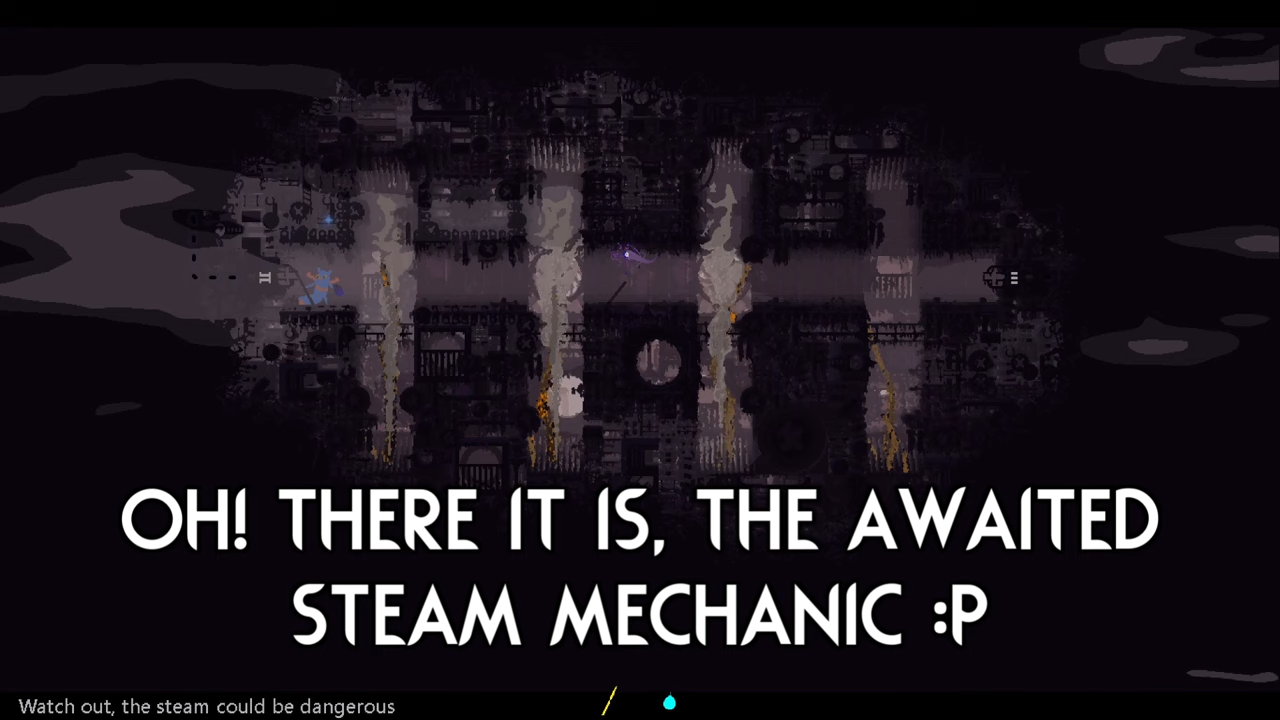 OH! THERE IT IS, THE AWAITED
STEAM MECHANIC :P
Watch out, the steam could be dangerous